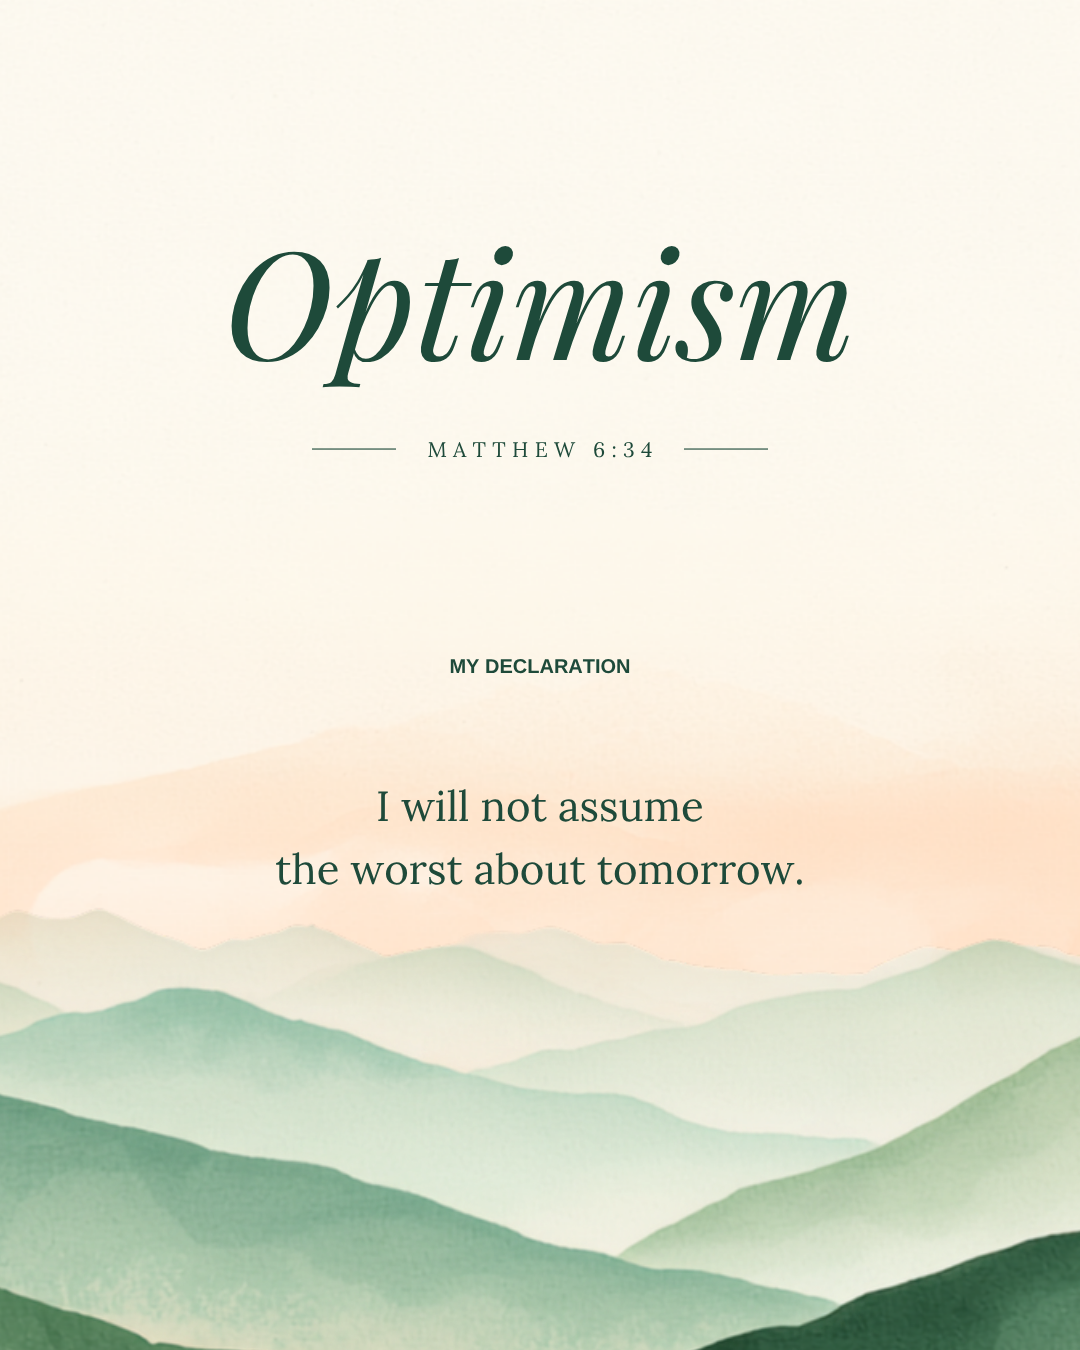 Optimism
MATTHEW 6:34
MY DECLARATION
I will not assume
the worst about tomorrow.